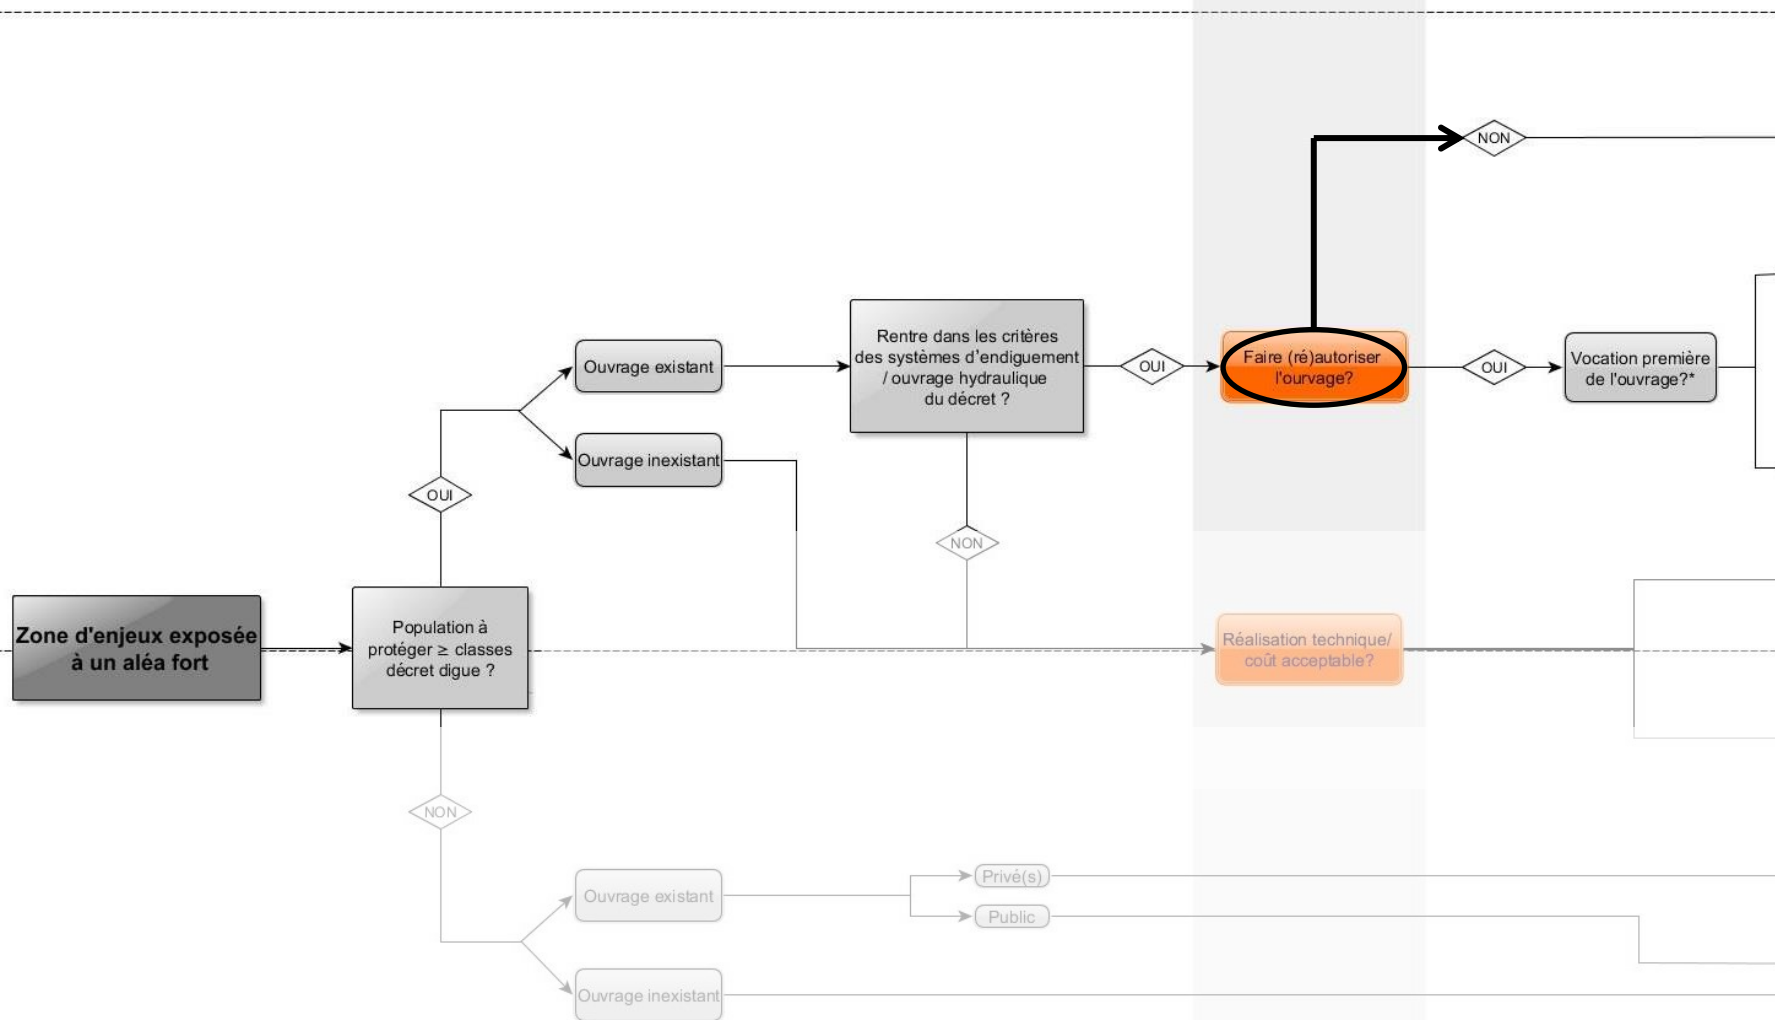 NON
Rentre dans les critères
des systèmes d'endiguement
/ ouvrage hydraulique
du décret ?
Ouvrage existant
OUI
Faire (ré)autoriser
l'ourvage?
OUI
Vocation première
de l'ouvrage?*
Ouvrage inexistant
OUI
NON
Zone d'enjeux exposée
à un aléa fort
Population à
protéger ≥ classes
décret digue ?
Réalisation technique/
coût acceptable?
NON
Ouvrage existant
Privé(s)
Public
Ouvrage inexistant